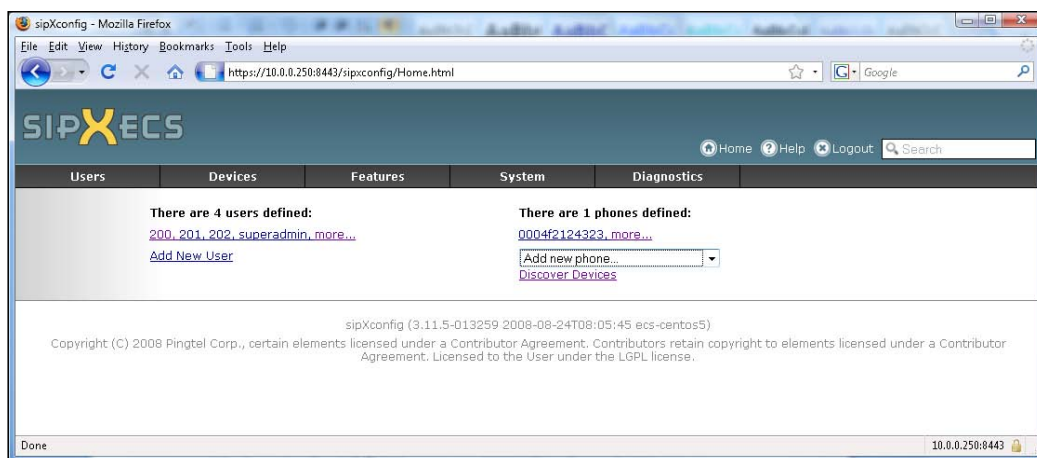 sipXconfig - Mozilla Firefox
File Edit View History Bookmarks Tools Help
https://10.0.0.250:8443/sipxconfig/Home.html
G Google
SIPXECS
Home Help Logout Search
Users Devices Features System Diagnostics
There are 4 users defined:
200, 201, 202, superadmin, more...
Add New User
There are 1 phones defined:
0004f2124323, more...
Add new phone...
Discover Devices
sipXconfig (3.11.5-013259 2008-08-24T08:05:45 ecs-centos5)
Copyright (C) 2008 Pingtel Corp., certain elements licensed under a Contributor Agreement. Contributors retain copyright to elements licensed under a Contributor
Agreement. Licensed to the User under the LGPL license.
Done
10.0.0.250:8443